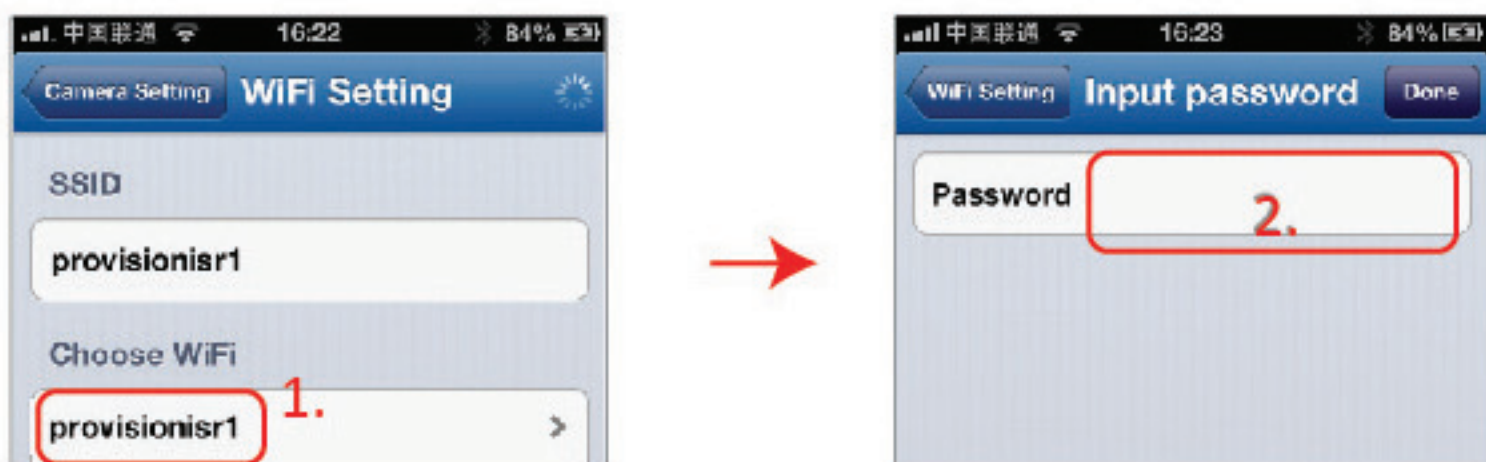 中国联通 16:22 84%
Camera Setting WiFi Setting
SSID
provisionisr1
Choose WiFi
provisionisr1 1.
中国联通 16:23 84%
WiFi Setting Input password Done
Password 2.